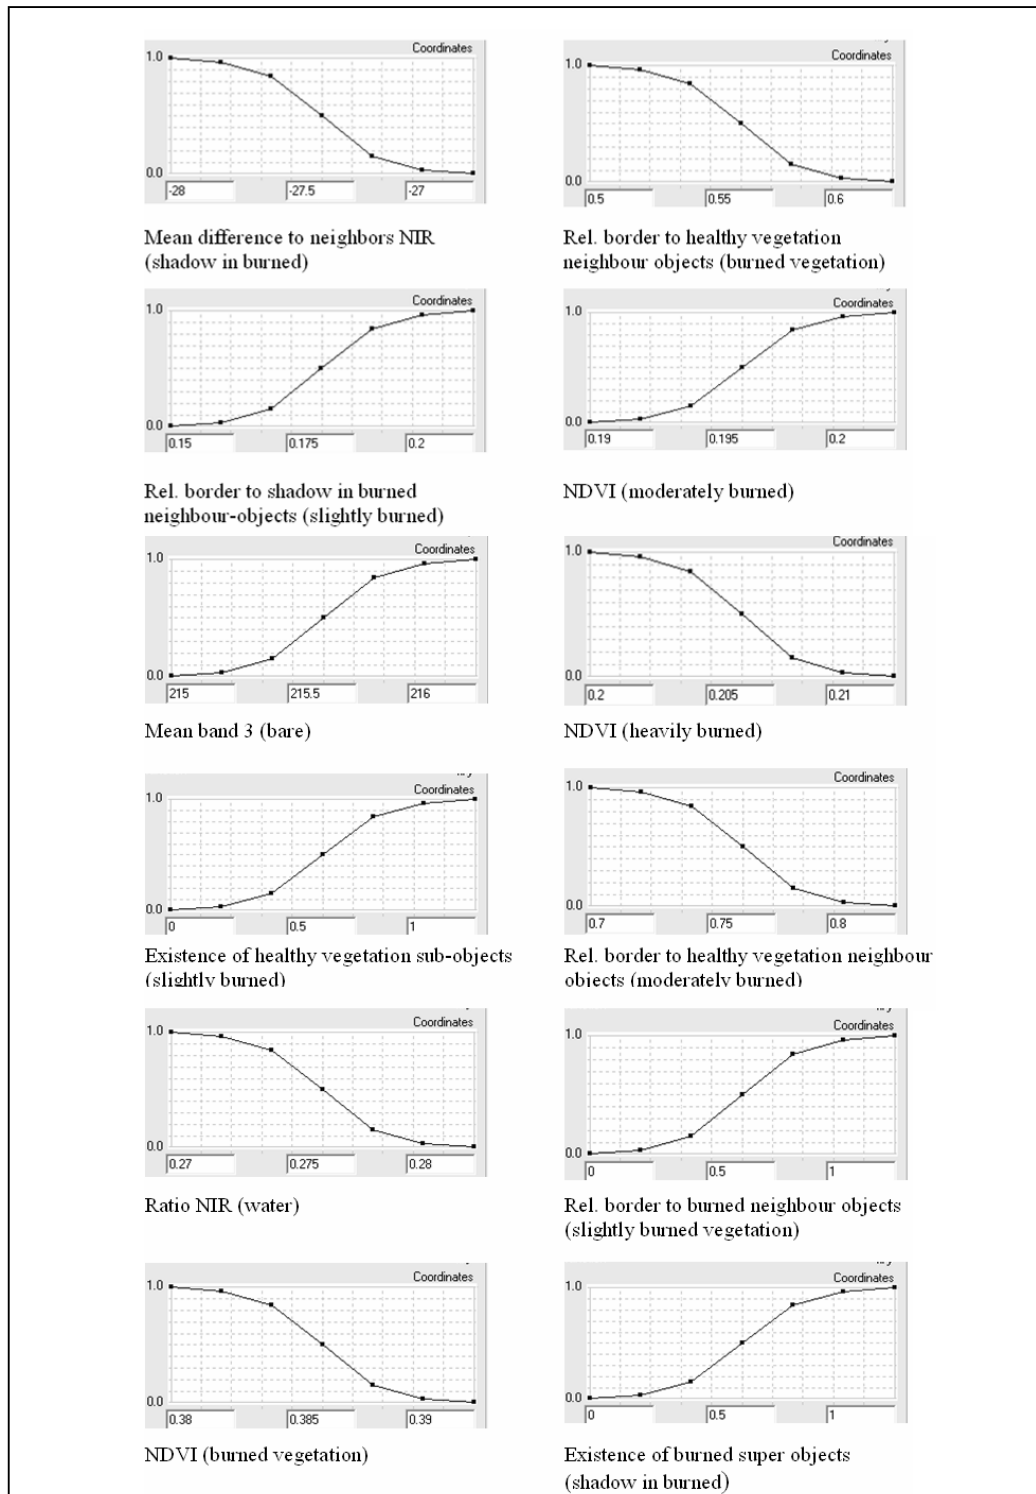 Coordinates
1.0
0.0
-28 -27.5 -27
Mean difference to neighbors NIR
(shadow in burned)
Coordinates
1.0
0.0
0.5 0.55 0.6
Rel. border to healthy vegetation
neighbour objects (burned vegetation)
Coordinates
1.0
0.0
0.15 0.175 0.2
Rel. border to shadow in burned
neighbour-objects (slightly burned)
Coordinates
1.0
0.0
0.19 0.195 0.2
NDVI (moderately burned)
Coordinates
1.0
0.0
215 215.5 216
Mean band 3 (bare)
Coordinates
1.0
0.0
0.2 0.205 0.21
NDVI (heavily burned)
Coordinates
1.0
0.0
0 0.5 1
Existence of healthy vegetation sub-objects
(slightly burned)
Coordinates
1.0
0.0
0.7 0.75 0.8
Rel. border to healthy vegetation neighbour
objects (moderately burned)
Coordinates
1.0
0.0
0.27 0.275 0.28
Ratio NIR (water)
Coordinates
1.0
0.0
0 0.5 1
Rel. border to burned neighbour objects
(slightly burned vegetation)
Coordinates
1.0
0.0
0.38 0.385 0.39
NDVI (burned vegetation)
Coordinates
1.0
0.0
0 0.5 1
Existence of burned super objects
(shadow in burned)